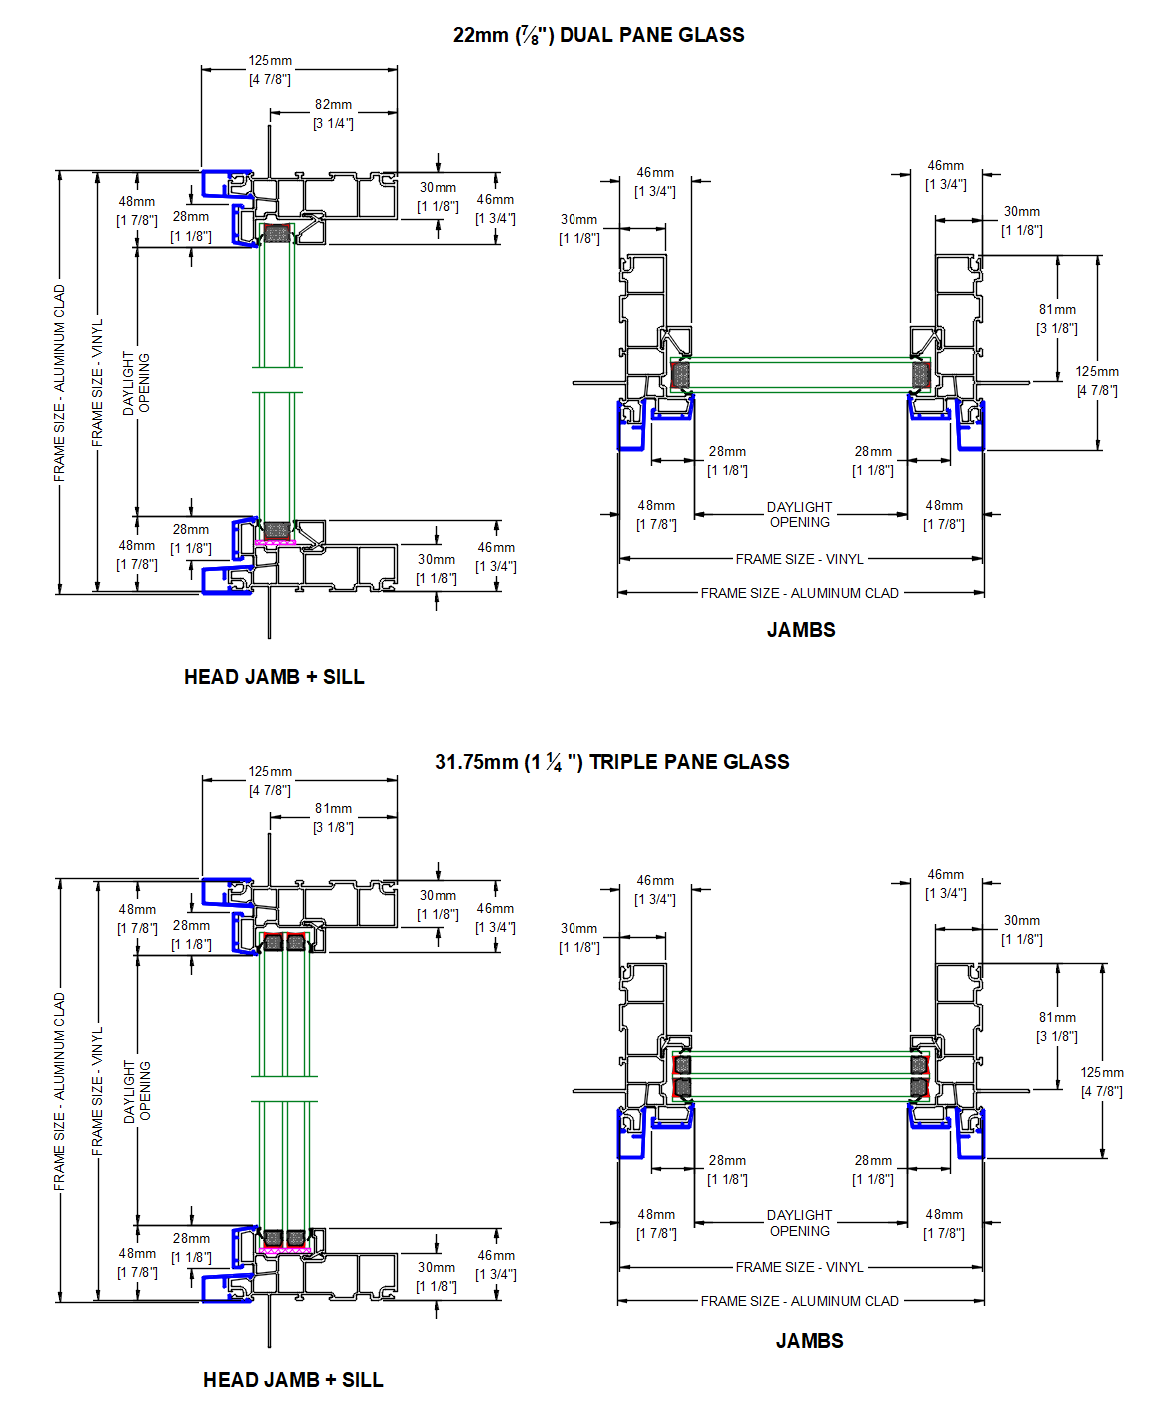 22mm (7⁄8") DUAL PANE GLASS
125mm
[4 7/8"]
82mm
[3 1/4"]
48mm
[1 7/8"]
28mm
[1 1/8"]
30mm
[1 1/8"]
46mm
[1 3/4"]
FRAME SIZE - ALUMINUM CLAD
FRAME SIZE - VINYL
DAYLIGHT
OPENING
28mm
[1 1/8"]
48mm
[1 7/8"]
46mm
[1 3/4"]
30mm
[1 1/8"]
HEAD JAMB + SILL
46mm
[1 3/4"]
30mm
[1 1/8"]
46mm
[1 3/4"]
30mm
[1 1/8"]
81mm
[3 1/8"]
125mm
[4 7/8"]
28mm
[1 1/8"]
28mm
[1 1/8"]
48mm
[1 7/8"]
DAYLIGHT
OPENING
48mm
[1 7/8"]
FRAME SIZE - VINYL
FRAME SIZE - ALUMINUM CLAD
JAMBS
31.75mm (1 1⁄4 ") TRIPLE PANE GLASS
125mm
[4 7/8"]
81mm
[3 1/8"]
48mm
[1 7/8"]
28mm
[1 1/8"]
30mm
[1 1/8"]
46mm
[1 3/4"]
FRAME SIZE - ALUMINUM CLAD
FRAME SIZE - VINYL
DAYLIGHT
OPENING
28mm
[1 1/8"]
48mm
[1 7/8"]
46mm
[1 3/4"]
30mm
[1 1/8"]
HEAD JAMB + SILL
46mm
[1 3/4"]
30mm
[1 1/8"]
46mm
[1 3/4"]
30mm
[1 1/8"]
81mm
[3 1/8"]
125mm
[4 7/8"]
28mm
[1 1/8"]
28mm
[1 1/8"]
48mm
[1 7/8"]
DAYLIGHT
OPENING
48mm
[1 7/8"]
FRAME SIZE - VINYL
FRAME SIZE - ALUMINUM CLAD
JAMBS